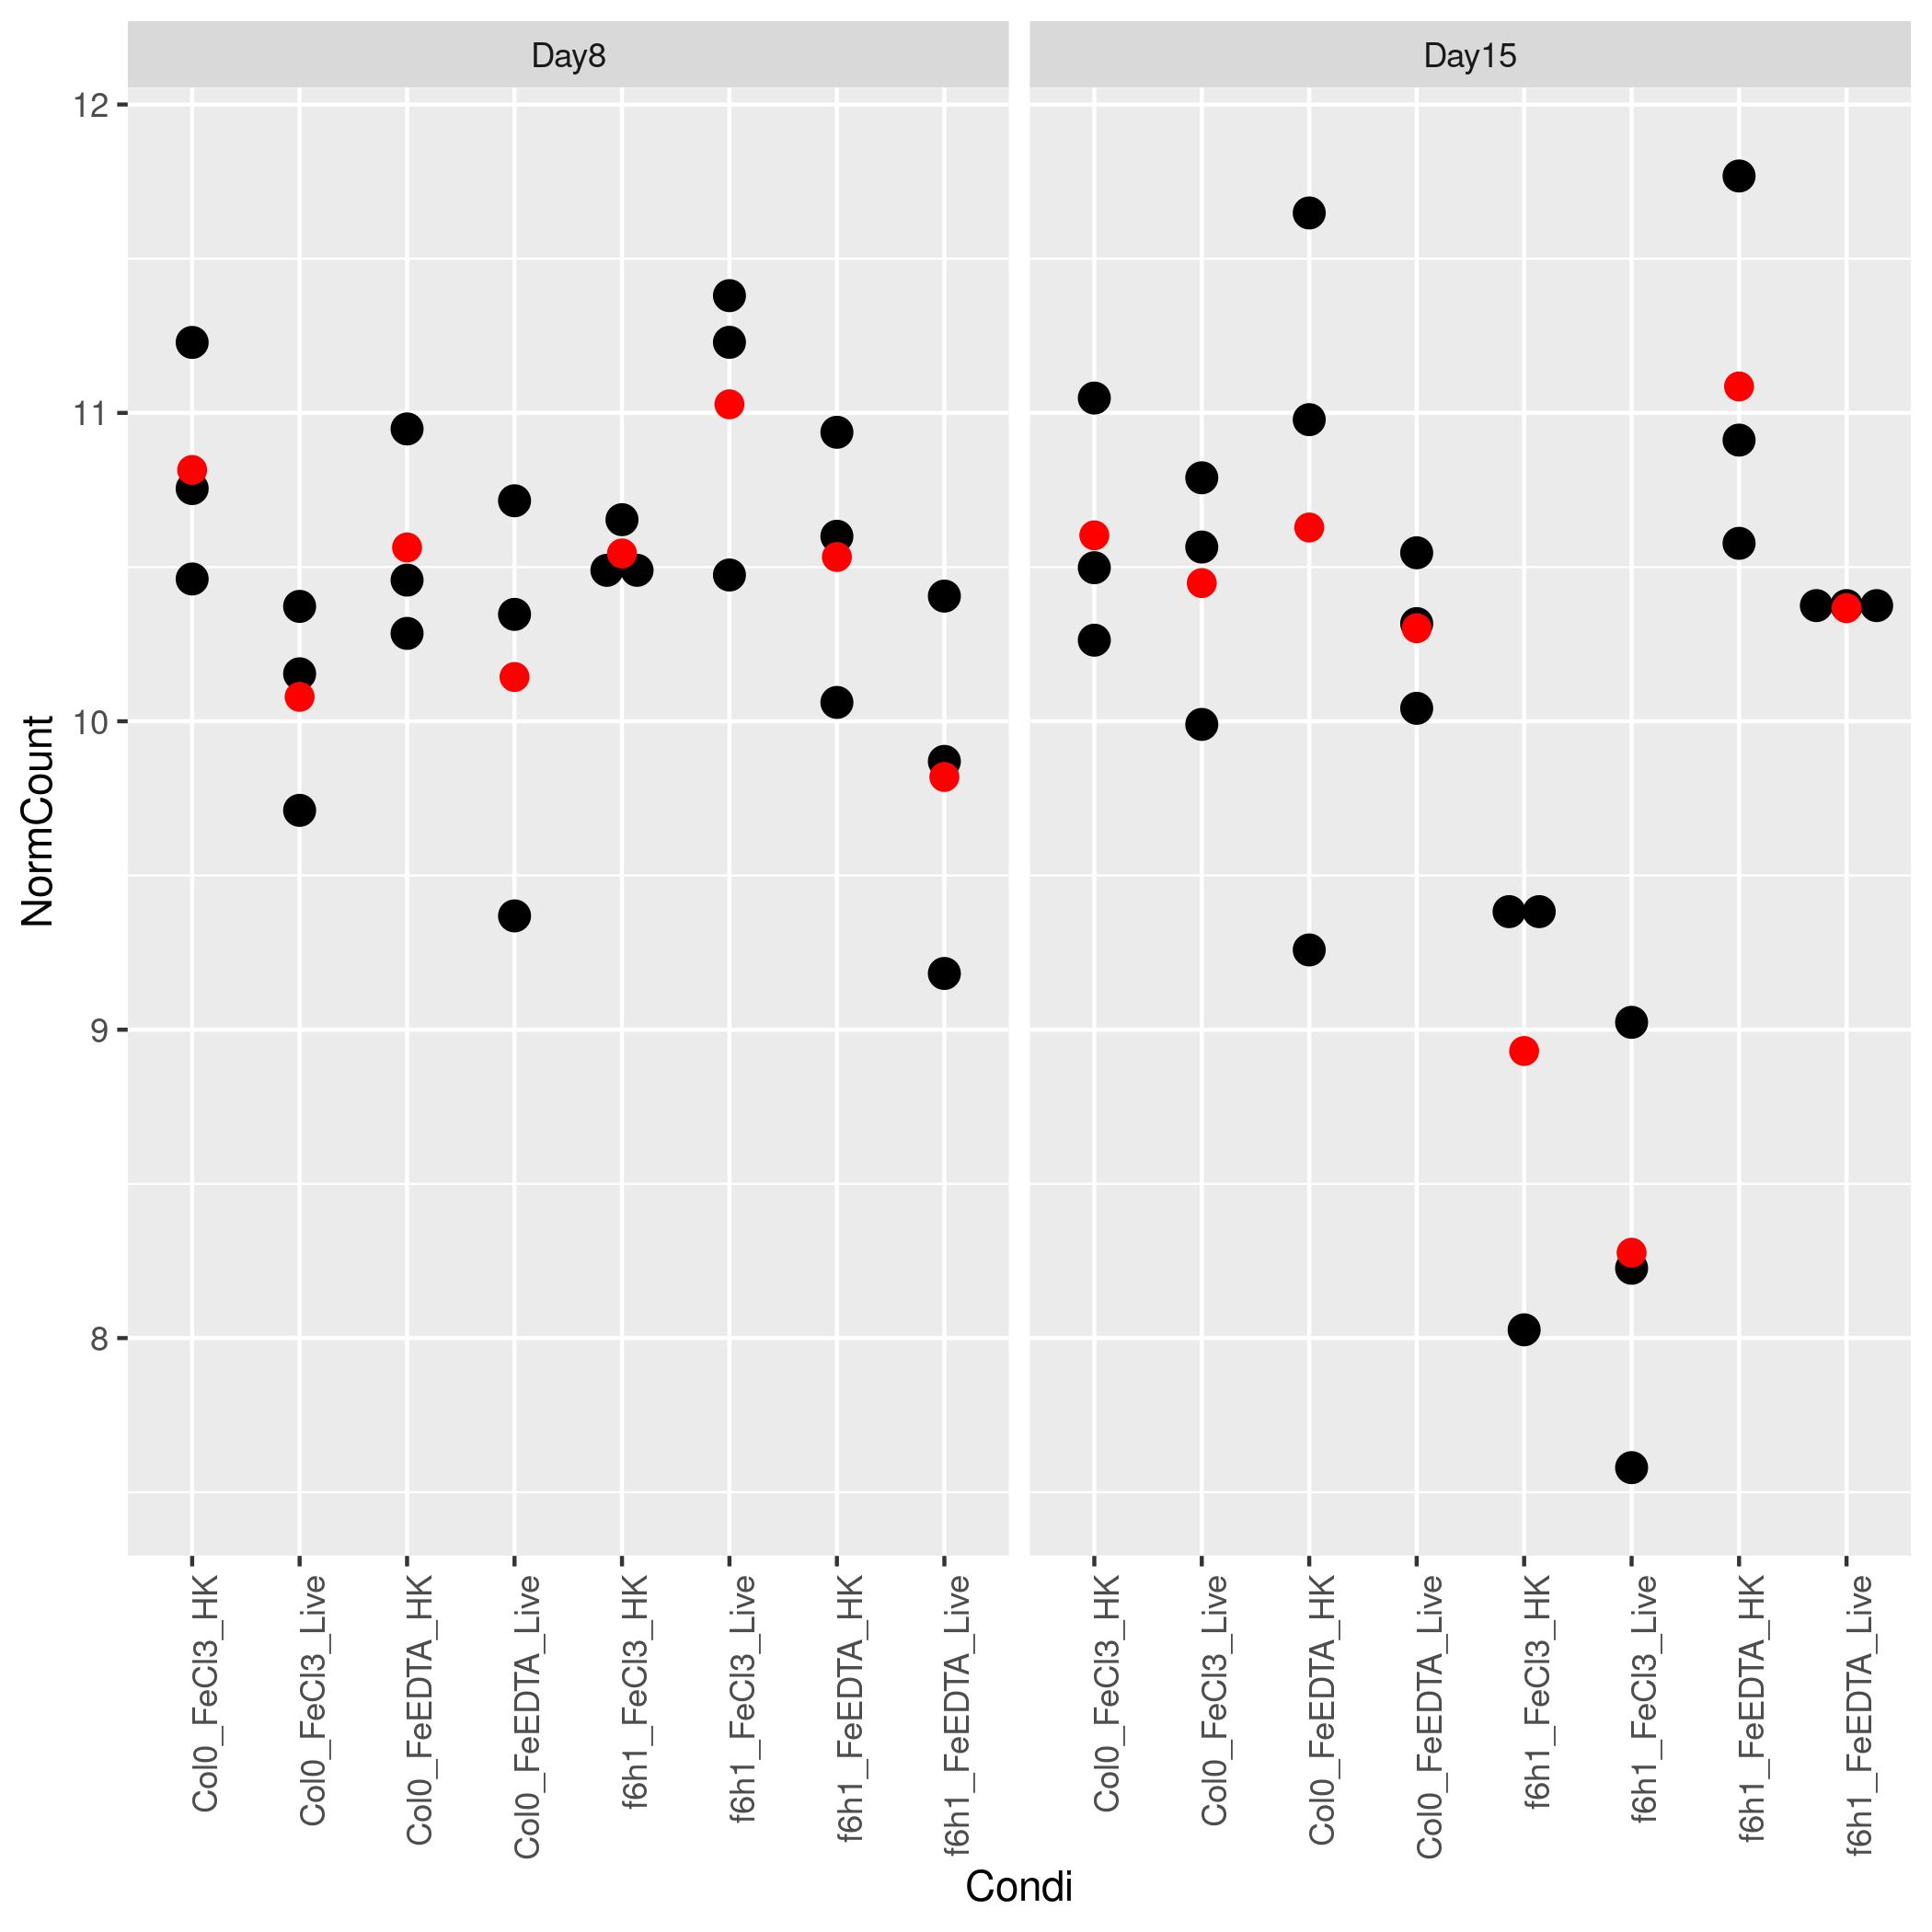 Day8
Day15
12
11
10
9
8
NormCount
Col0_FeCl3_HK
Col0_FeCl3_Live
Col0_FeEDTA_HK
Col0_FeEDTA_Live
f6h1_FeCl3_HK
f6h1_FeCl3_Live
f6h1_FeEDTA_HK
f6h1_FeEDTA_Live
Col0_FeCl3_HK
Col0_FeCl3_Live
Col0_FeEDTA_HK
Col0_FeEDTA_Live
f6h1_FeCl3_HK
f6h1_FeCl3_Live
f6h1_FeEDTA_HK
f6h1_FeEDTA_Live
Condi